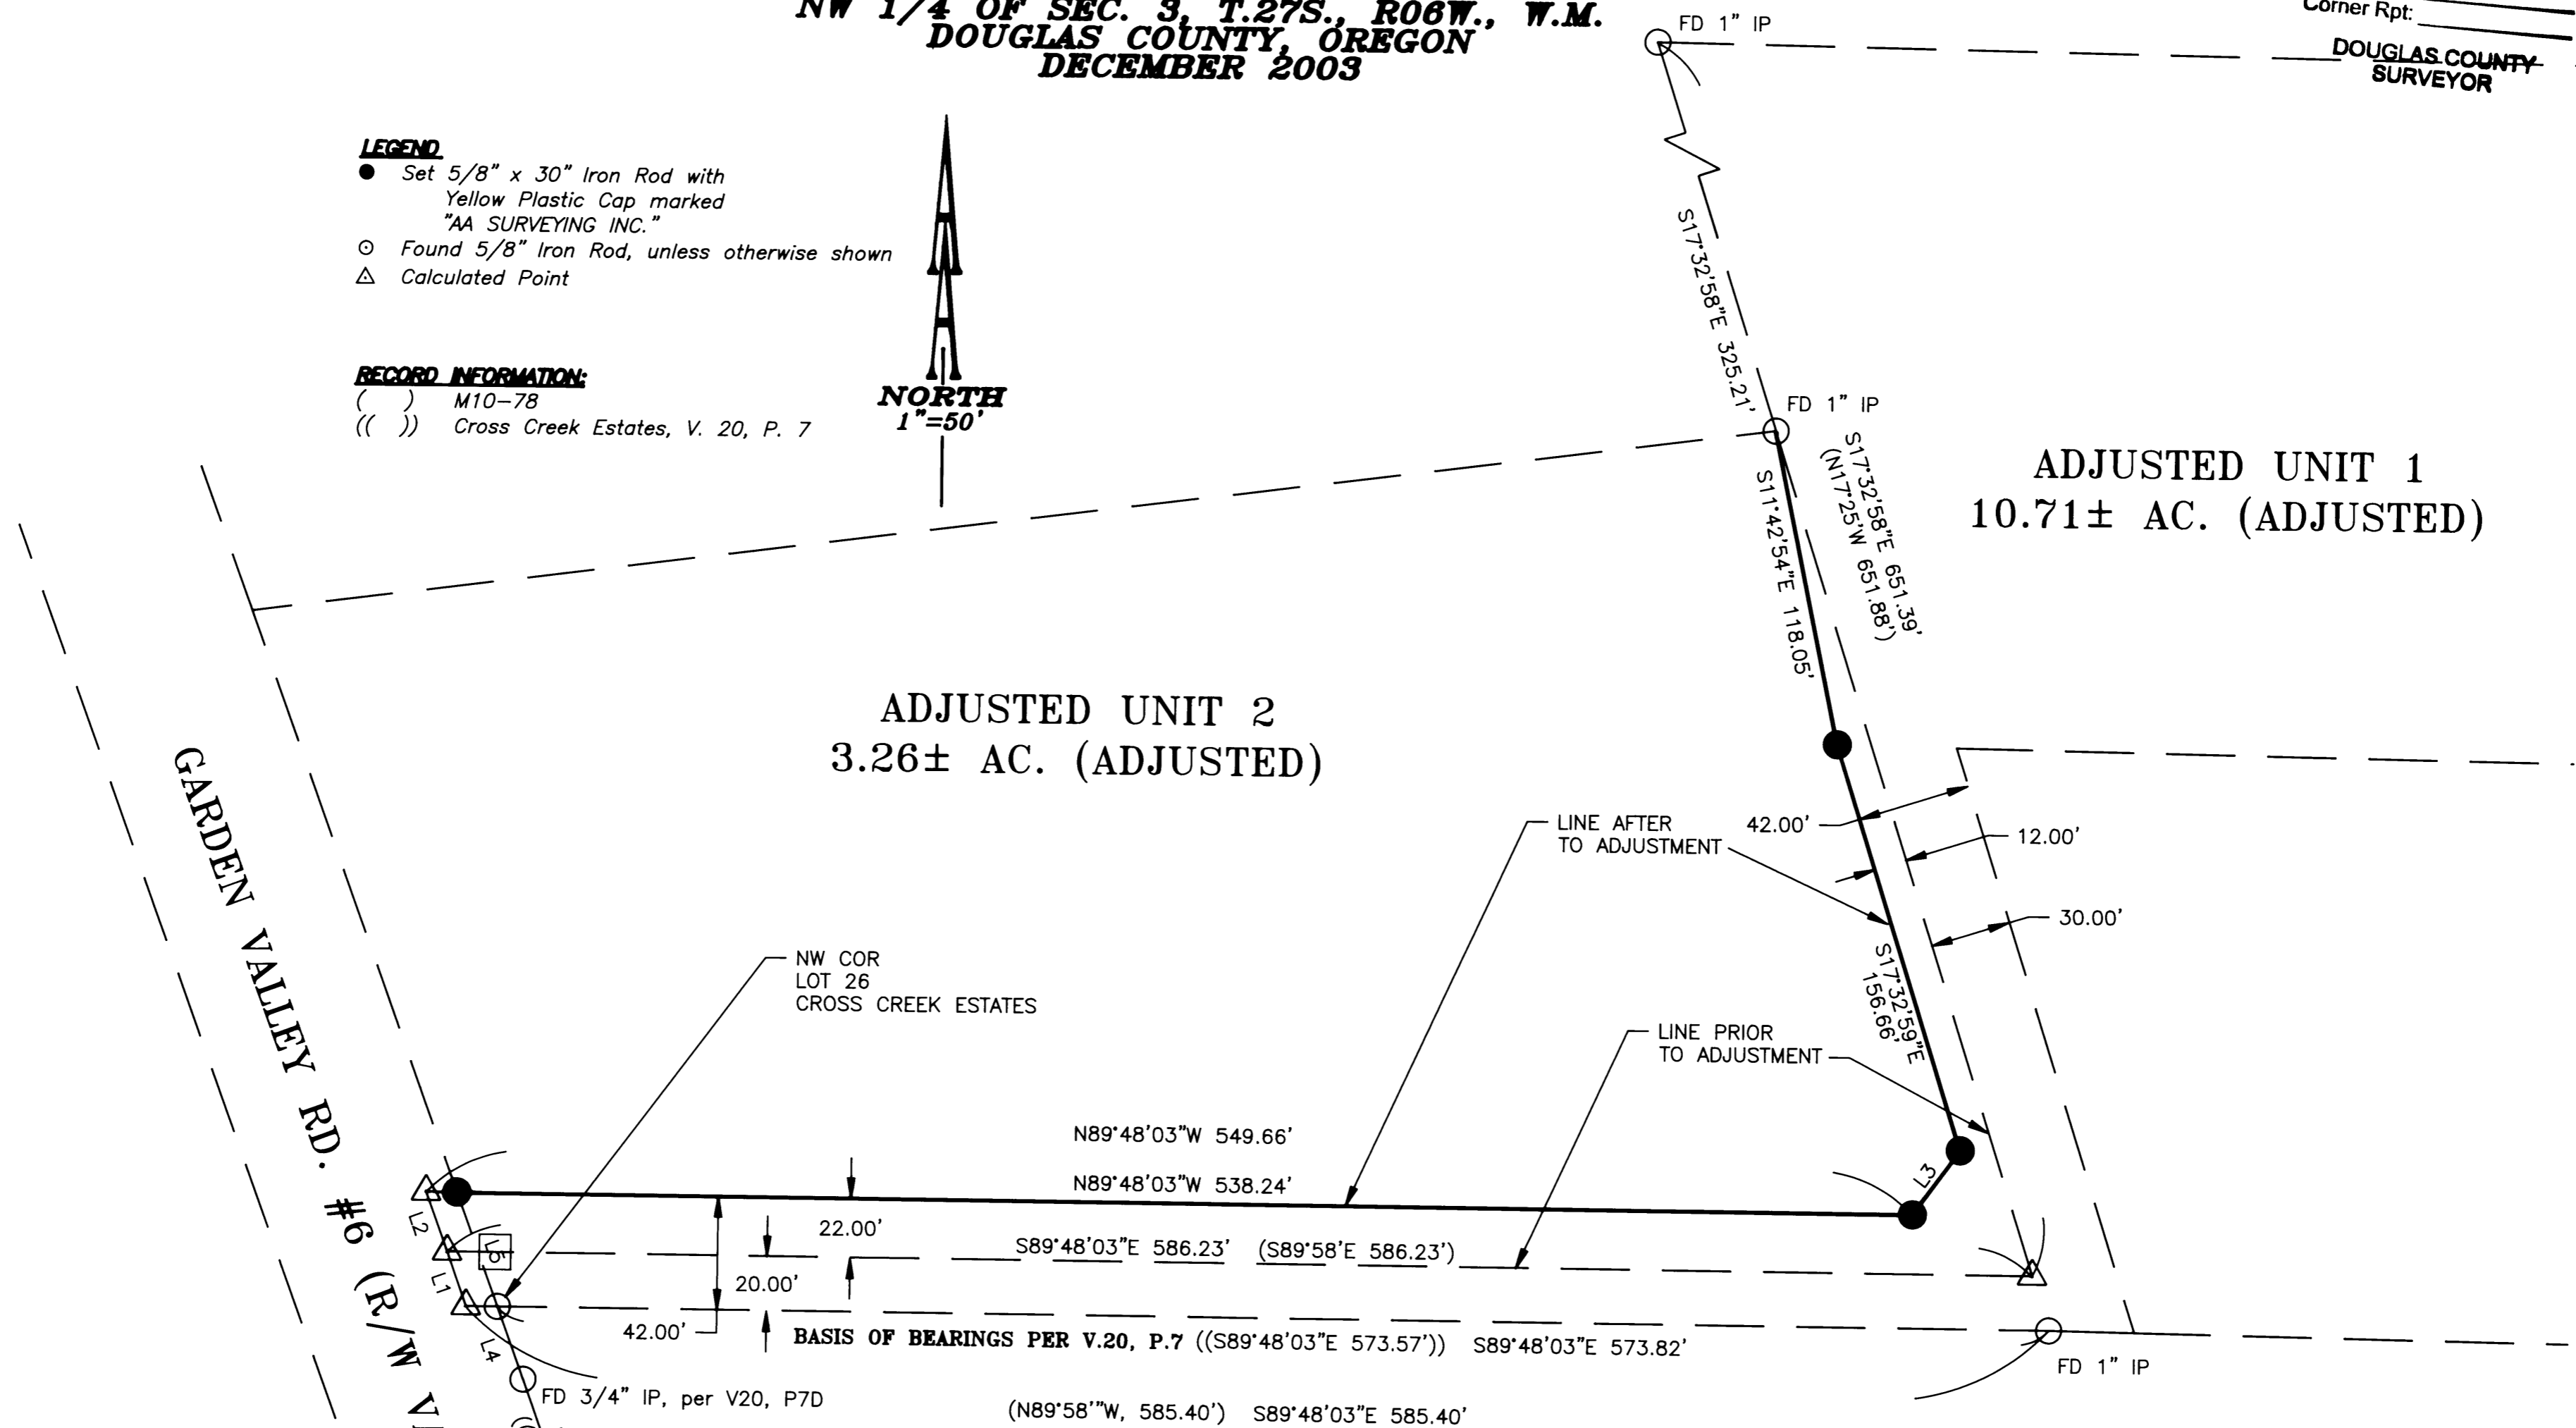 NW 1/4 OF SEC. 3, T.27S., R06W., W.M.
DOUGLAS COUNTY, OREGON
DECEMBER 2003
Corner Rpt:
DOUGLAS COUNTY
SURVEYOR
FD 1" IP
LEGEND
Set 5/8" x 30" Iron Rod with
Yellow Plastic Cap marked
"AA SURVEYING INC."
Found 5/8" Iron Rod, unless otherwise shown
Calculated Point
RECORD INFORMATION:
( ) M10-78
(( )) Cross Creek Estates, V. 20, P. 7
NORTH
1"=50'
S17°32'58"E 325.21'
FD 1" IP
S17°32'58"E 651.39'
(N17°25'W 651.88')
S11°42'54"E 118.05'
ADJUSTED UNIT 1
10.71± AC. (ADJUSTED)
ADJUSTED UNIT 2
3.26± AC. (ADJUSTED)
GARDEN VALLEY RD. #6 (R/W
LINE AFTER
TO ADJUSTMENT
42.00'
12.00'
30.00'
S17°32'59"E
156.66'
NW COR
LOT 26
CROSS CREEK ESTATES
LINE PRIOR
TO ADJUSTMENT
N89°48'03"W 549.66'
N89°48'03"W 538.24'
L3
L2
22.00'
L5
S89°48'03"E 586.23' (S89°58'E 586.23')
L1
20.00'
42.00'
BASIS OF BEARINGS PER V.20, P.7 ((S89°48'03"E 573.57')) S89°48'03"E 573.82'
L4
FD 1" IP
FD 3/4" IP, per V20, P7D
(N89°58'"W, 585.40') S89°48'03"E 585.40'